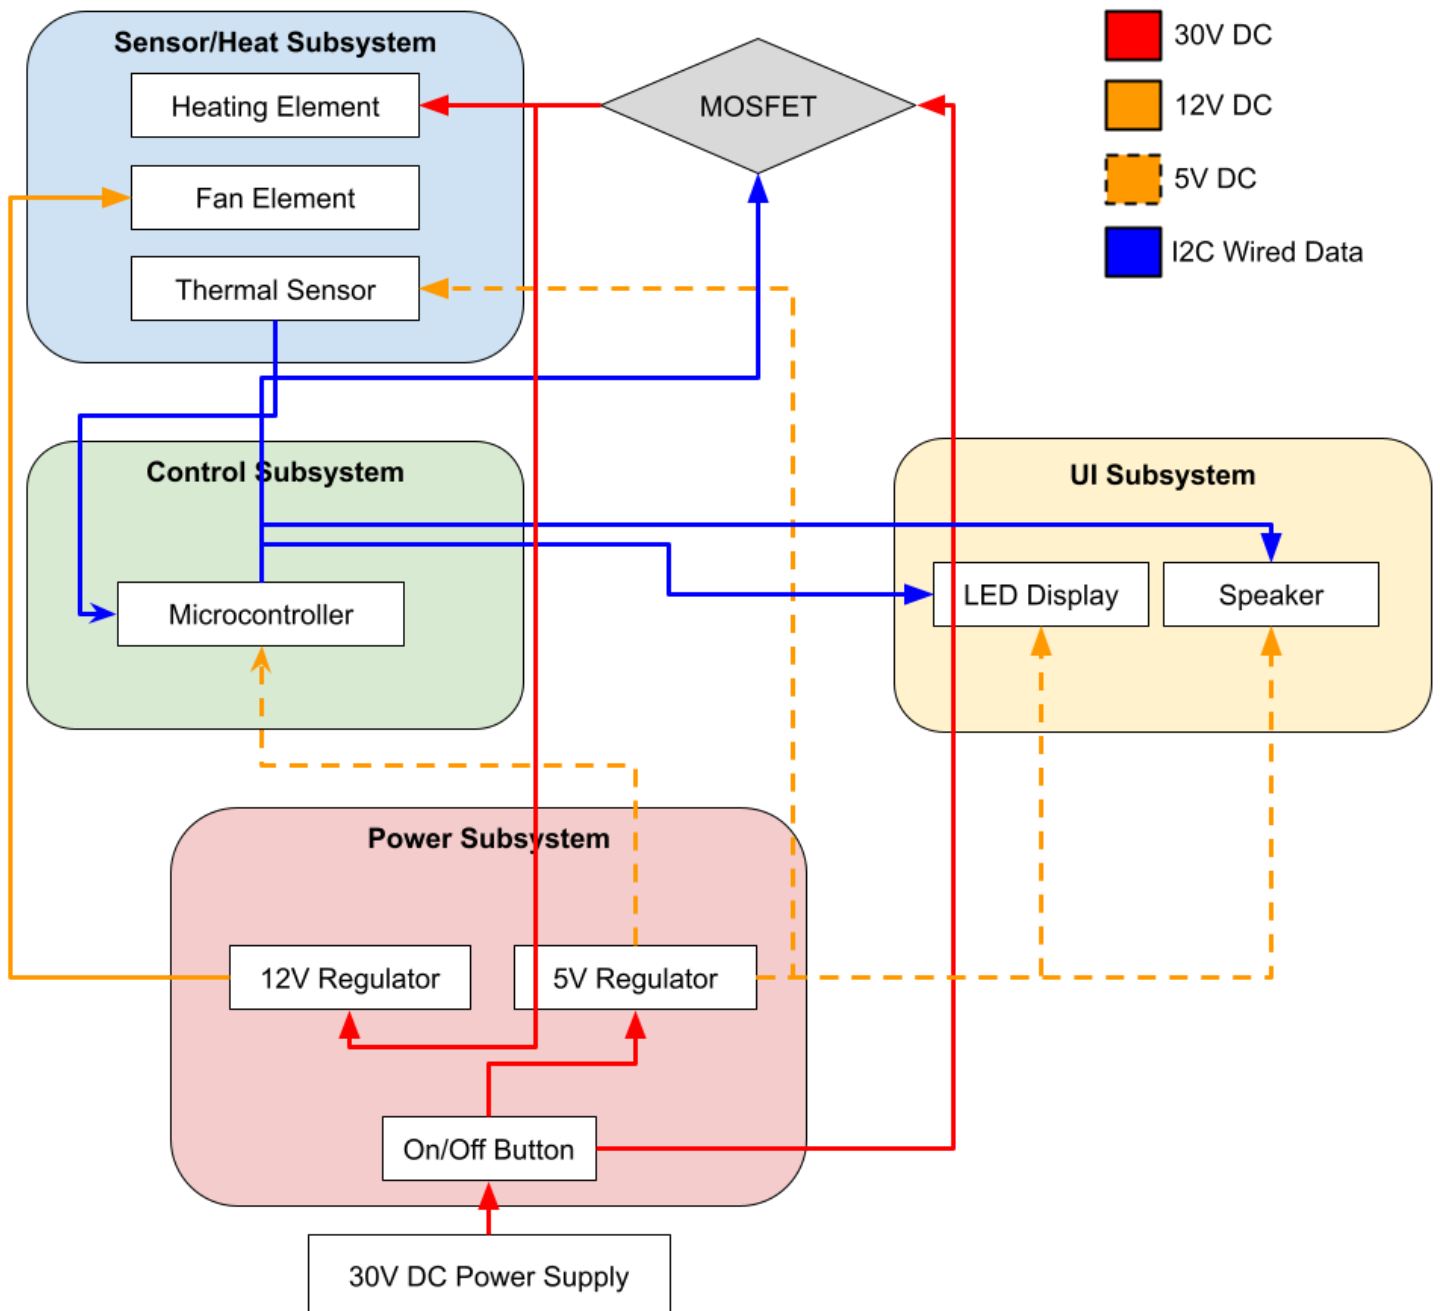 Sensor/Heat Subsystem
Heating Element
Fan Element
Thermal Sensor
MOSFET
30V DC
12V DC
5V DC
I2C Wired Data
Control Subsystem
Microcontroller
UI Subsystem
LED Display
Speaker
Power Subsystem
12V Regulator
5V Regulator
On/Off Button
30V DC Power Supply